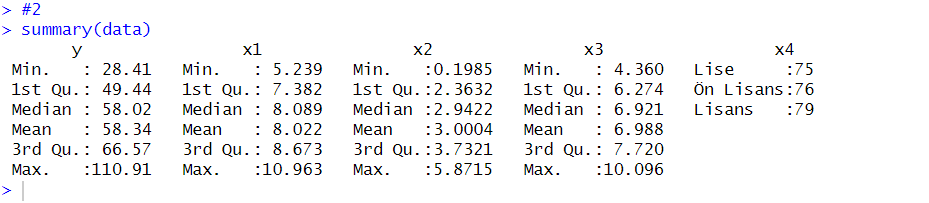 > #2
> summary(data)
       y                x1               x2               x3                x4
 Min.   : 28.41   Min.   : 5.239   Min.   :0.1985   Min.   : 4.360   Lise     :75
 1st Qu.: 49.44   1st Qu.: 7.382   1st Qu.:2.3632   1st Qu.: 6.274   Ön Lisans:76
 Median : 58.02   Median : 8.089   Median :2.9422   Median : 6.921   Lisans   :79
 Mean   : 58.34   Mean   : 8.022   Mean   :3.0004   Mean   : 6.988
 3rd Qu.: 66.57   3rd Qu.: 8.673   3rd Qu.:3.7321   3rd Qu.: 7.720
 Max.   :110.91   Max.   :10.963   Max.   :5.8715   Max.   :10.096
>